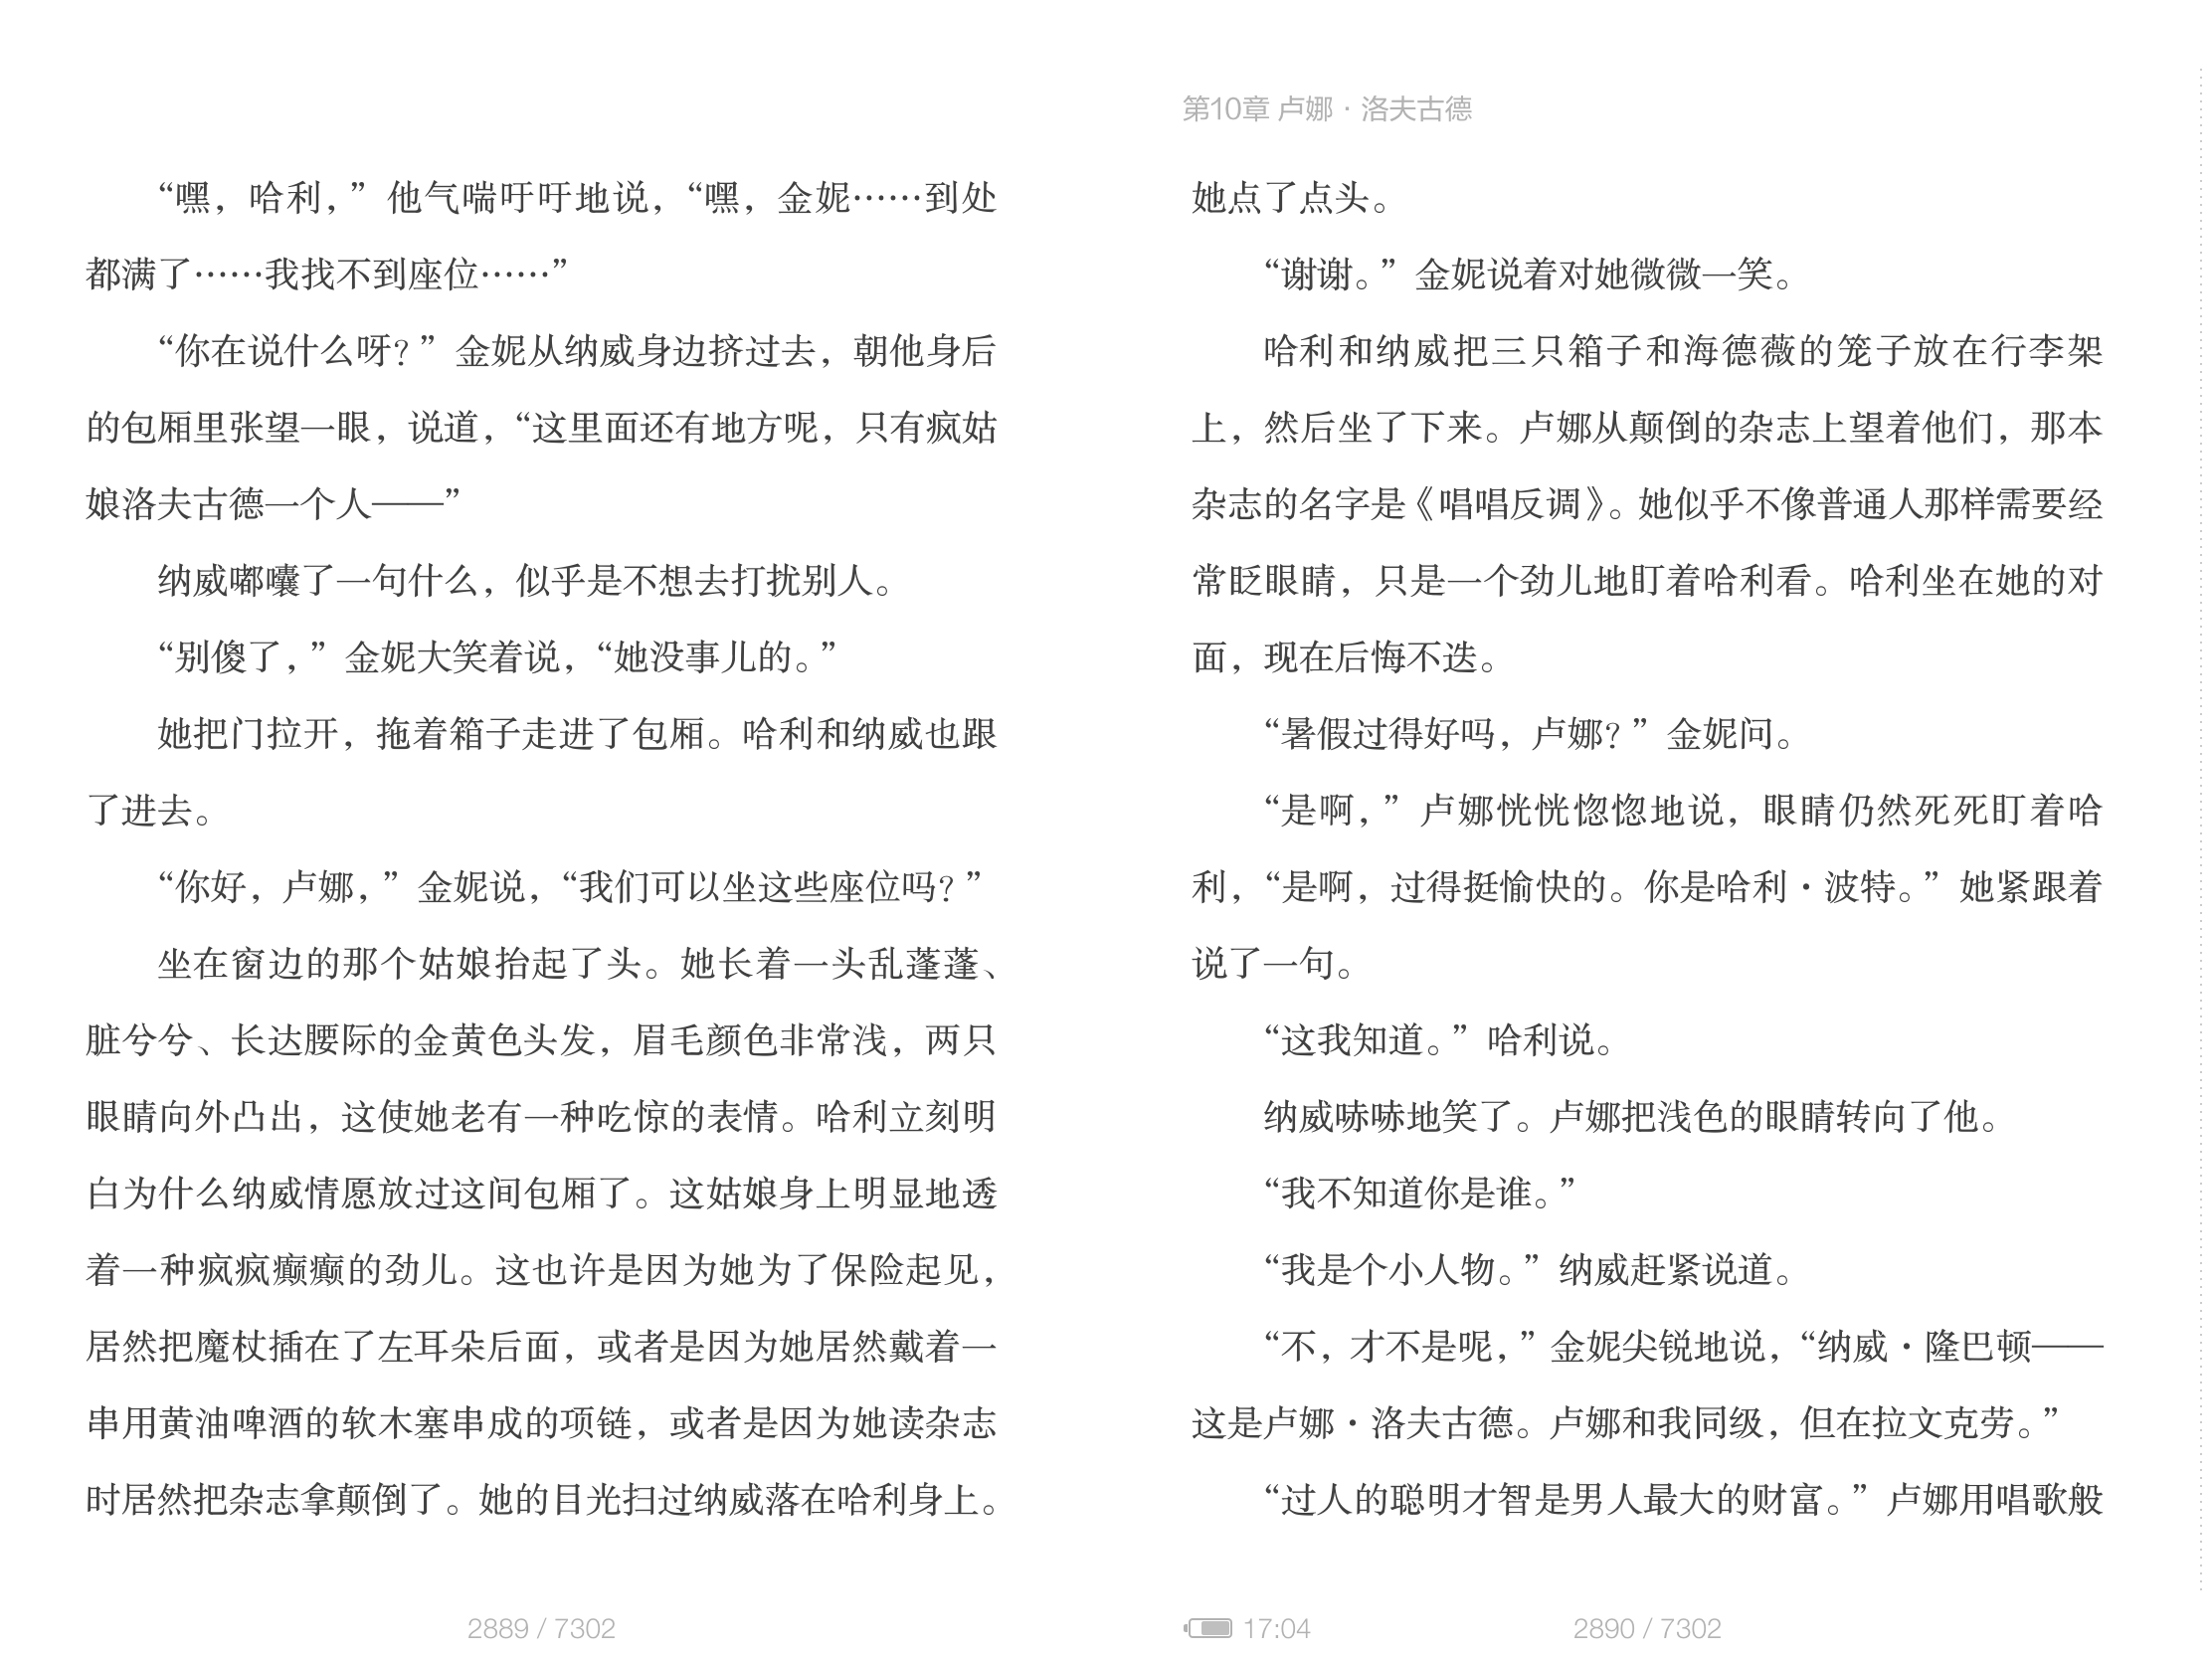 “嘿，哈利，”他气喘吁吁地说，“嘿，金妮……到处
都满了……我找不到座位……”
“你在说什么呀？”金妮从纳威身边挤过去，朝他身后
的包厢里张望一眼，说道，“这里面还有地方呢，只有疯姑
娘洛夫古德一个人——”
纳威嘟囔了一句什么，似乎是不想去打扰别人。
“别傻了，”金妮大笑着说，“她没事儿的。”
她把门拉开，拖着箱子走进了包厢。哈利和纳威也跟
了进去。
“你好，卢娜，”金妮说，“我们可以坐这些座位吗？”
坐在窗边的那个姑娘抬起了头。她长着一头乱蓬蓬、
脏兮兮、长达腰际的金黄色头发，眉毛颜色非常浅，两只
眼睛向外凸出，这使她老有一种吃惊的表情。哈利立刻明
白为什么纳威情愿放过这间包厢了。这姑娘身上明显地透
着一种疯疯癫癫的劲儿。这也许是因为她为了保险起见，
居然把魔杖插在了左耳朵后面，或者是因为她居然戴着一
串用黄油啤酒的软木塞串成的项链，或者是因为她读杂志
时居然把杂志拿颠倒了。她的目光扫过纳威落在哈利身上。
2889 / 7302
第10章 卢娜·洛夫古德
她点了点头。
“谢谢。”金妮说着对她微微一笑。
哈利和纳威把三只箱子和海德薇的笼子放在行李架
上，然后坐了下来。卢娜从颠倒的杂志上望着他们，那本
杂志的名字是《唱唱反调》。她似乎不像普通人那样需要经
常眨眼睛，只是一个劲儿地盯着哈利看。哈利坐在她的对
面，现在后悔不迭。
“暑假过得好吗，卢娜？”金妮问。
“是啊，”卢娜恍恍惚惚地说，眼睛仍然死死盯着哈
利，“是啊，过得挺愉快的。你是哈利·波特。”她紧跟着
说了一句。
“这我知道。”哈利说。
纳威哧哧地笑了。卢娜把浅色的眼睛转向了他。
“我不知道你是谁。”
“我是个小人物。”纳威赶紧说道。
“不，才不是呢，”金妮尖锐地说，“纳威·隆巴顿——
这是卢娜·洛夫古德。卢娜和我同级，但在拉文克劳。”
“过人的聪明才智是男人最大的财富。”卢娜用唱歌般
17:04
2890 / 7302